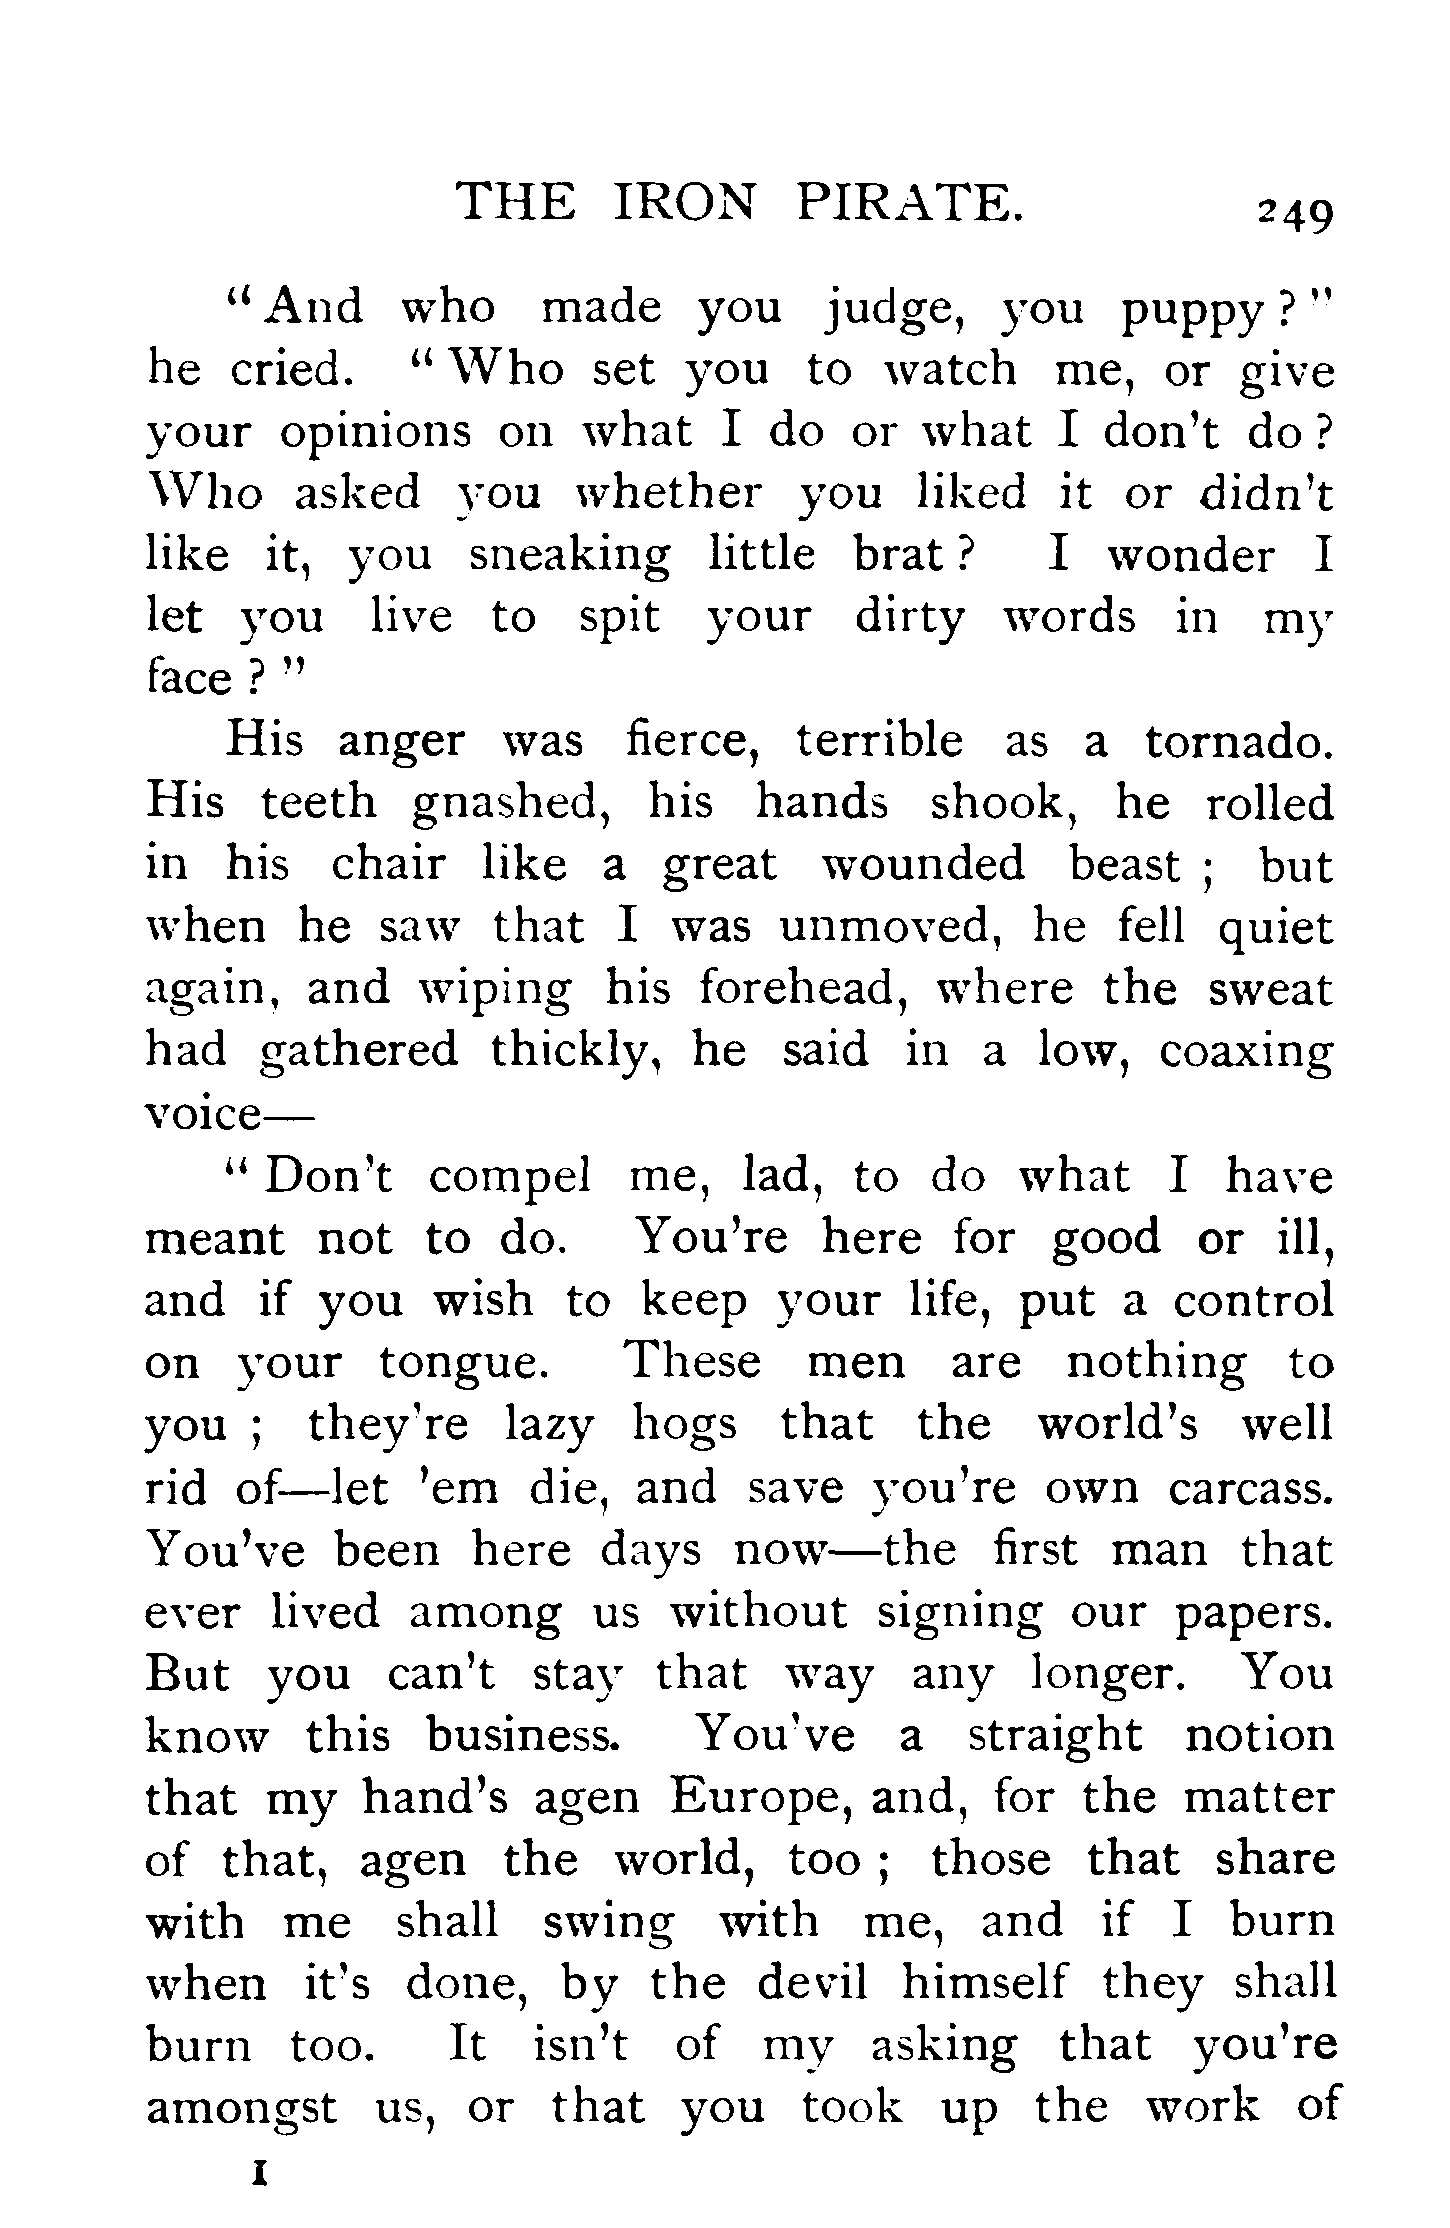 THE IRON PIRATE. 249
"And who made you judge, you puppy?"
he cried. "Who set you to watch me, or give
your opinions on what I do or what I don't do?
Who asked you whether you liked it or didn't
like it, you sneaking little brat? I wonder I
let you live to spit your dirty words in my
face?"
His anger was fierce, terrible as a tornado.
His teeth gnashed, his hands shook, he rolled
in his chair like a great wounded beast; but
when he saw that I was unmoved, he fell quiet
again, and wiping his forehead, where the sweat
had gathered thickly, he said in a low, coaxing
voice—
"Don't compel me, lad, to do what I have
meant not to do. You're here for good or ill,
and if you wish to keep your life, put a control
on your tongue. These men are nothing to
you; they're lazy hogs that the world's well
rid of—let 'em die, and save you're own carcass.
You've been here days now—the first man that
ever lived among us without signing our papers.
But you can't stay that way any longer. You
know this business. You've a straight notion
that my hand's agen Europe, and, for the matter
of that, agen the world, too; those that share
with me shall swing with me, and if I burn
when it's done, by the devil himself they shall
burn too. It isn't of my asking that you're
amongst us, or that you took up the work of
I